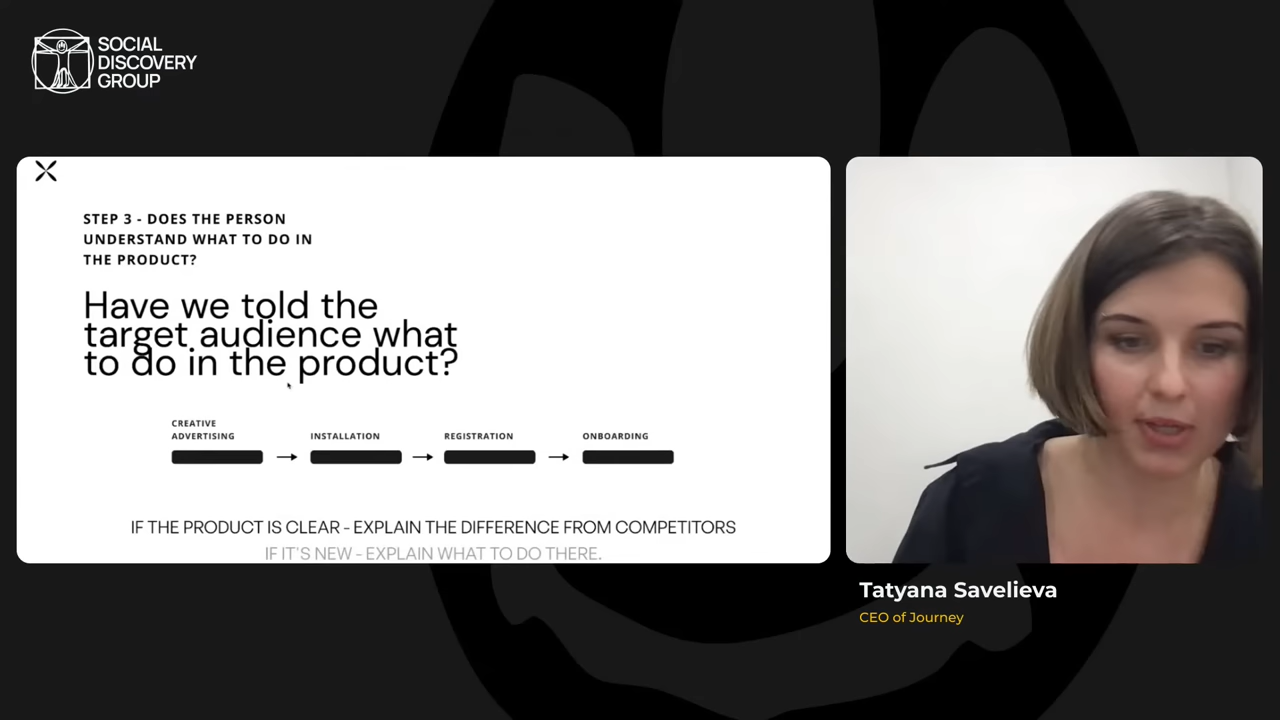 SOCIAL
DISCOVERY
GROUP
STEP 3 - DOES THE PERSON
UNDERSTAND WHAT TO DO IN
THE PRODUCT?
Have we told the
target audience what
to do in the product?
CREATIVE
ADVERTISING
INSTALLATION
REGISTRATION
ONBOARDING
IF THE PRODUCT IS CLEAR - EXPLAIN THE DIFFERENCE FROM COMPETITORS
IF IT'S NEW - EXPLAIN WHAT TO DO THERE.
Tatyana Savelieva
CEO of Journey